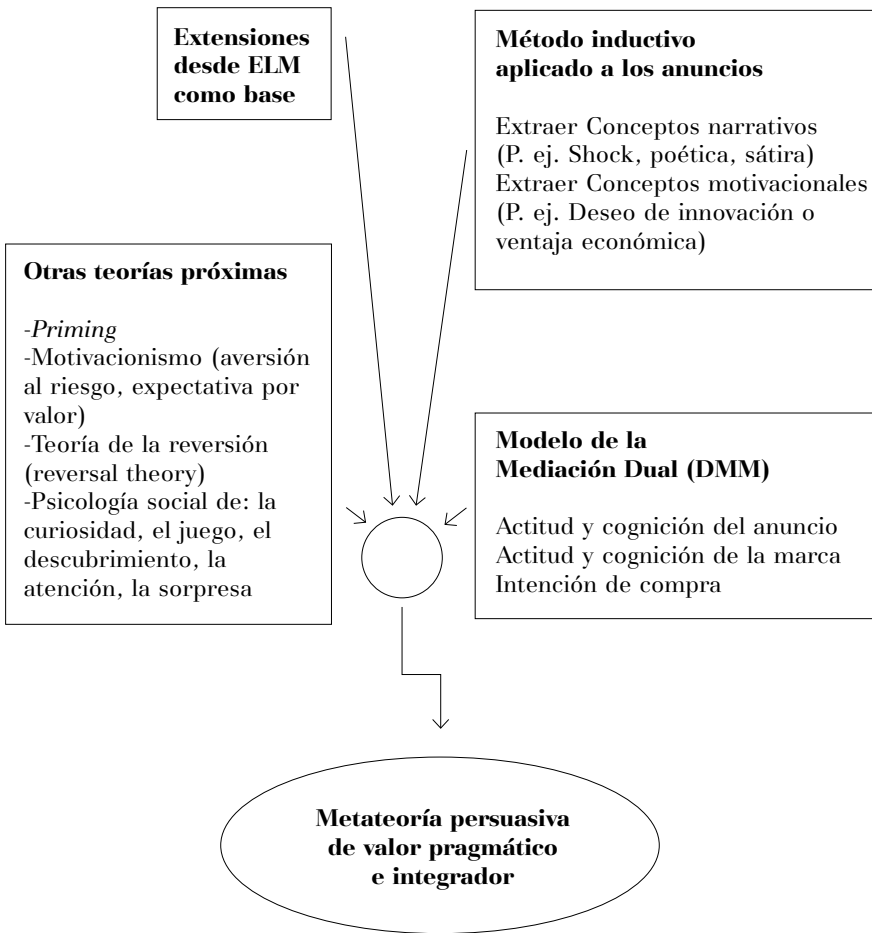 Extensiones
desde ELM
como base
Método inductivo
aplicado a los anuncios
Extraer Conceptos narrativos
(P. ej. Shock, poética, sátira)
Extraer Conceptos motivacionales
(P. ej. Deseo de innovación o
ventaja económica)
Otras teorías próximas
-Priming
-Motivacionismo (aversión
al riesgo, expectativa por
valor)
-Teoría de la reversión
(reversal theory)
-Psicología social de: la
curiosidad, el juego, el
descubrimiento, la
atención, la sorpresa
Modelo de la
Mediación Dual (DMM)
Actitud y cognición del anuncio
Actitud y cognición de la marca
Intención de compra
Metateoría persuasiva
de valor pragmático
e integrador